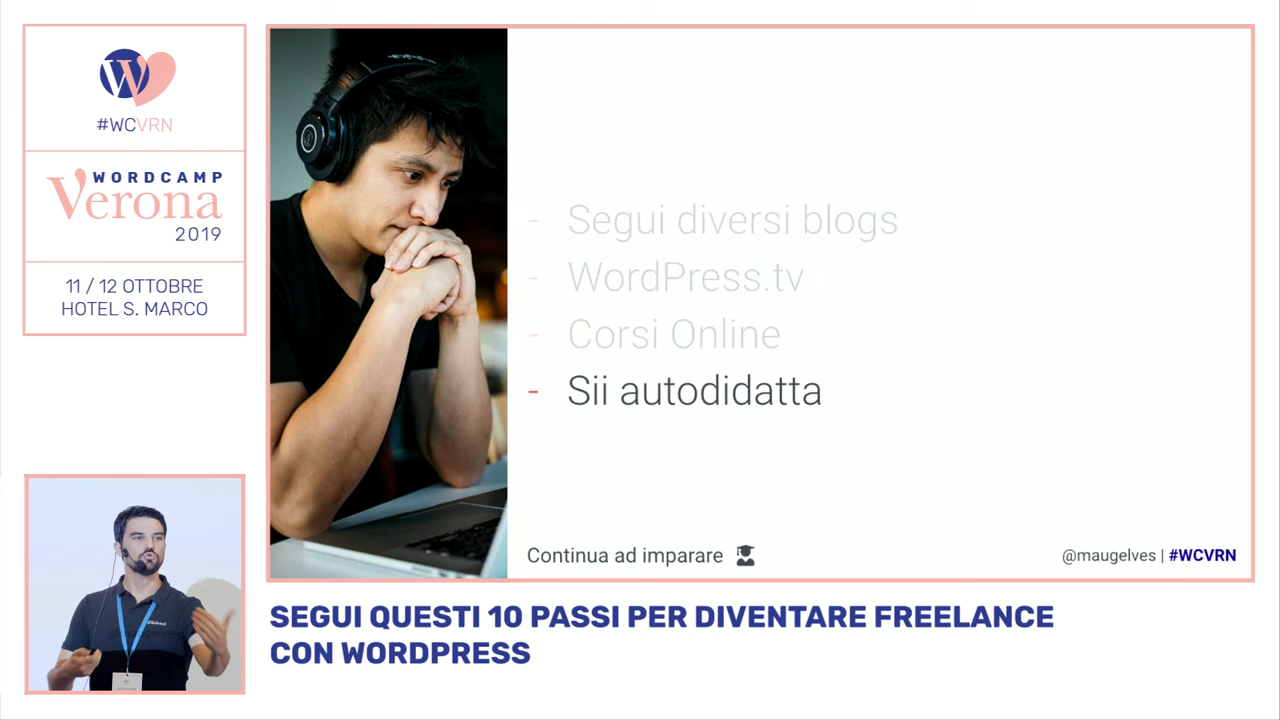 #WCVRN
WORDCAMP
Verona
2019
11 / 12 OTTOBRE
HOTEL S. MARCO
- Segui diversi blogs
- WordPress.tv
- Corsi Online
- Sii autodidatta
Continua ad imparare
@maugelves | #WCVRN
SEGUI QUESTI 10 PASSI PER DIVENTARE FREELANCE
CON WORDPRESS